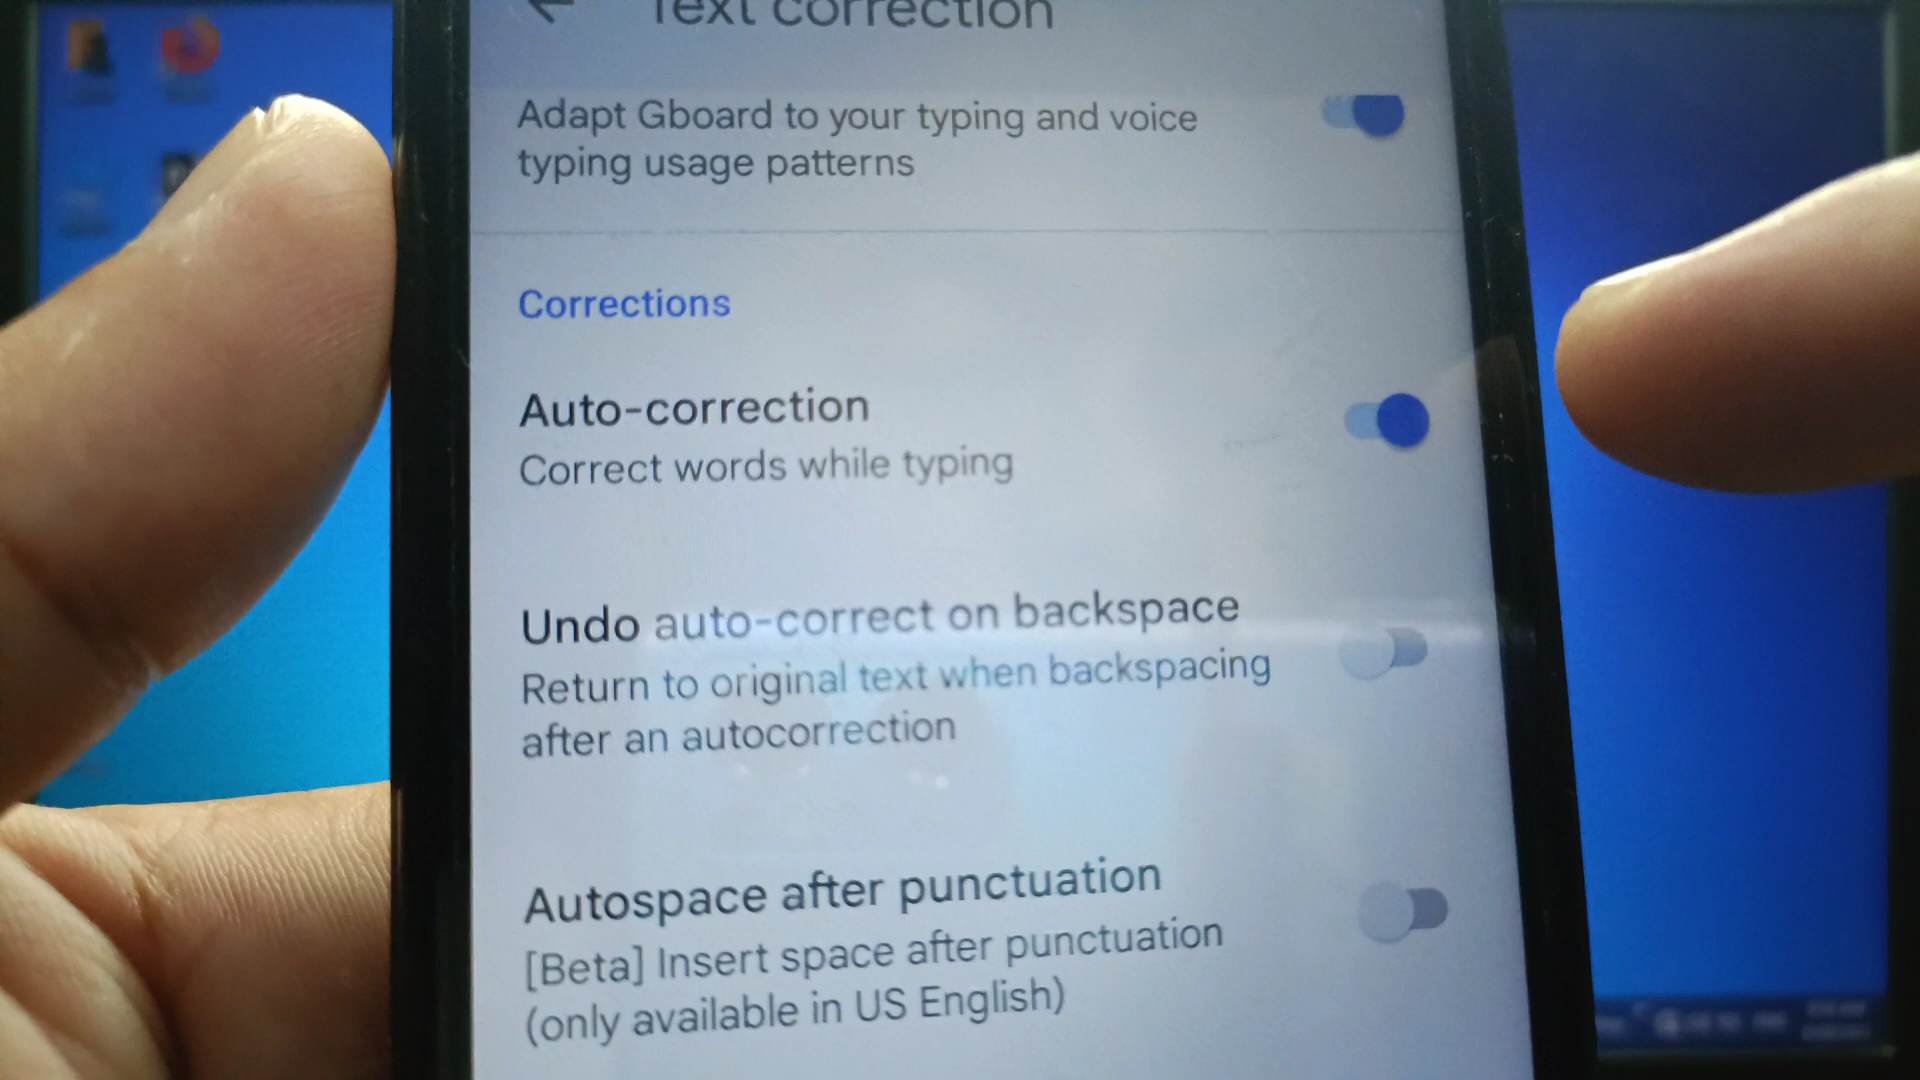 Text correction
Adapt Gboard to your typing and voice
typing usage patterns
Corrections
Auto-correction
Correct words while typing
Undo auto-correct on backspace
Return to original text when backspacing
after an autocorrection
Autospace after punctuation
[Beta] Insert space after punctuation
(only available in US English)